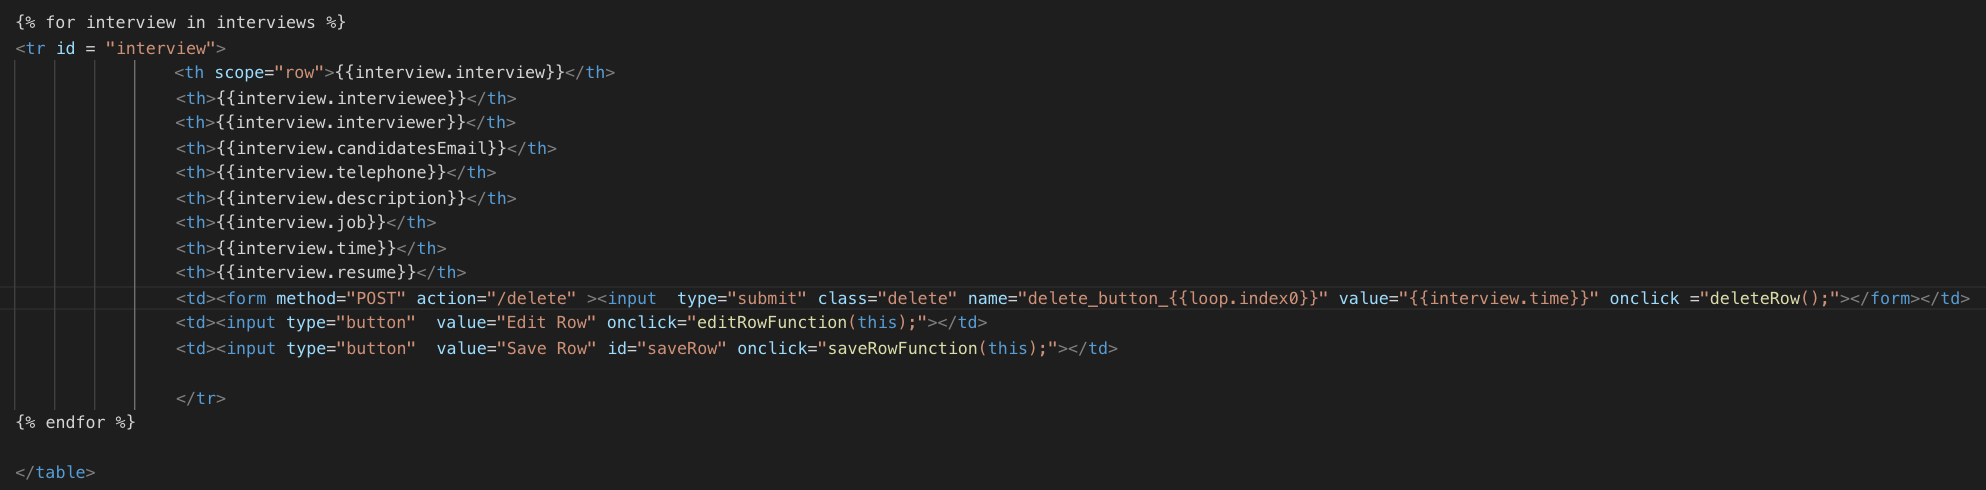 {% for interview in interviews %}
<tr id = "interview">
<th scope="row">{{interview.interview}}</th>
<th>{{interview.interviewee}}</th>
<th>{{interview.interviewer}}</th>
<th>{{interview.candidatesEmail}}</th>
<th>{{interview.telephone}}</th>
<th>{{interview.description}}</th>
<th>{{interview.job}}</th>
<th>{{interview.time}}</th>
<th>{{interview.resume}}</th>
<td><form method="POST" action="/delete" ><input  type="submit" class="delete" name="delete_button_{{loop.index0}}" value="{{interview.time}}" onclick ="deleteRow();"></form></td>
<td><input type="button"  value="Edit Row" onclick="editRowFunction(this);"></td>
<td><input type="button"  value="Save Row" id="saveRow" onclick="saveRowFunction(this);"></td>
</tr>
{% endfor %}
</table>